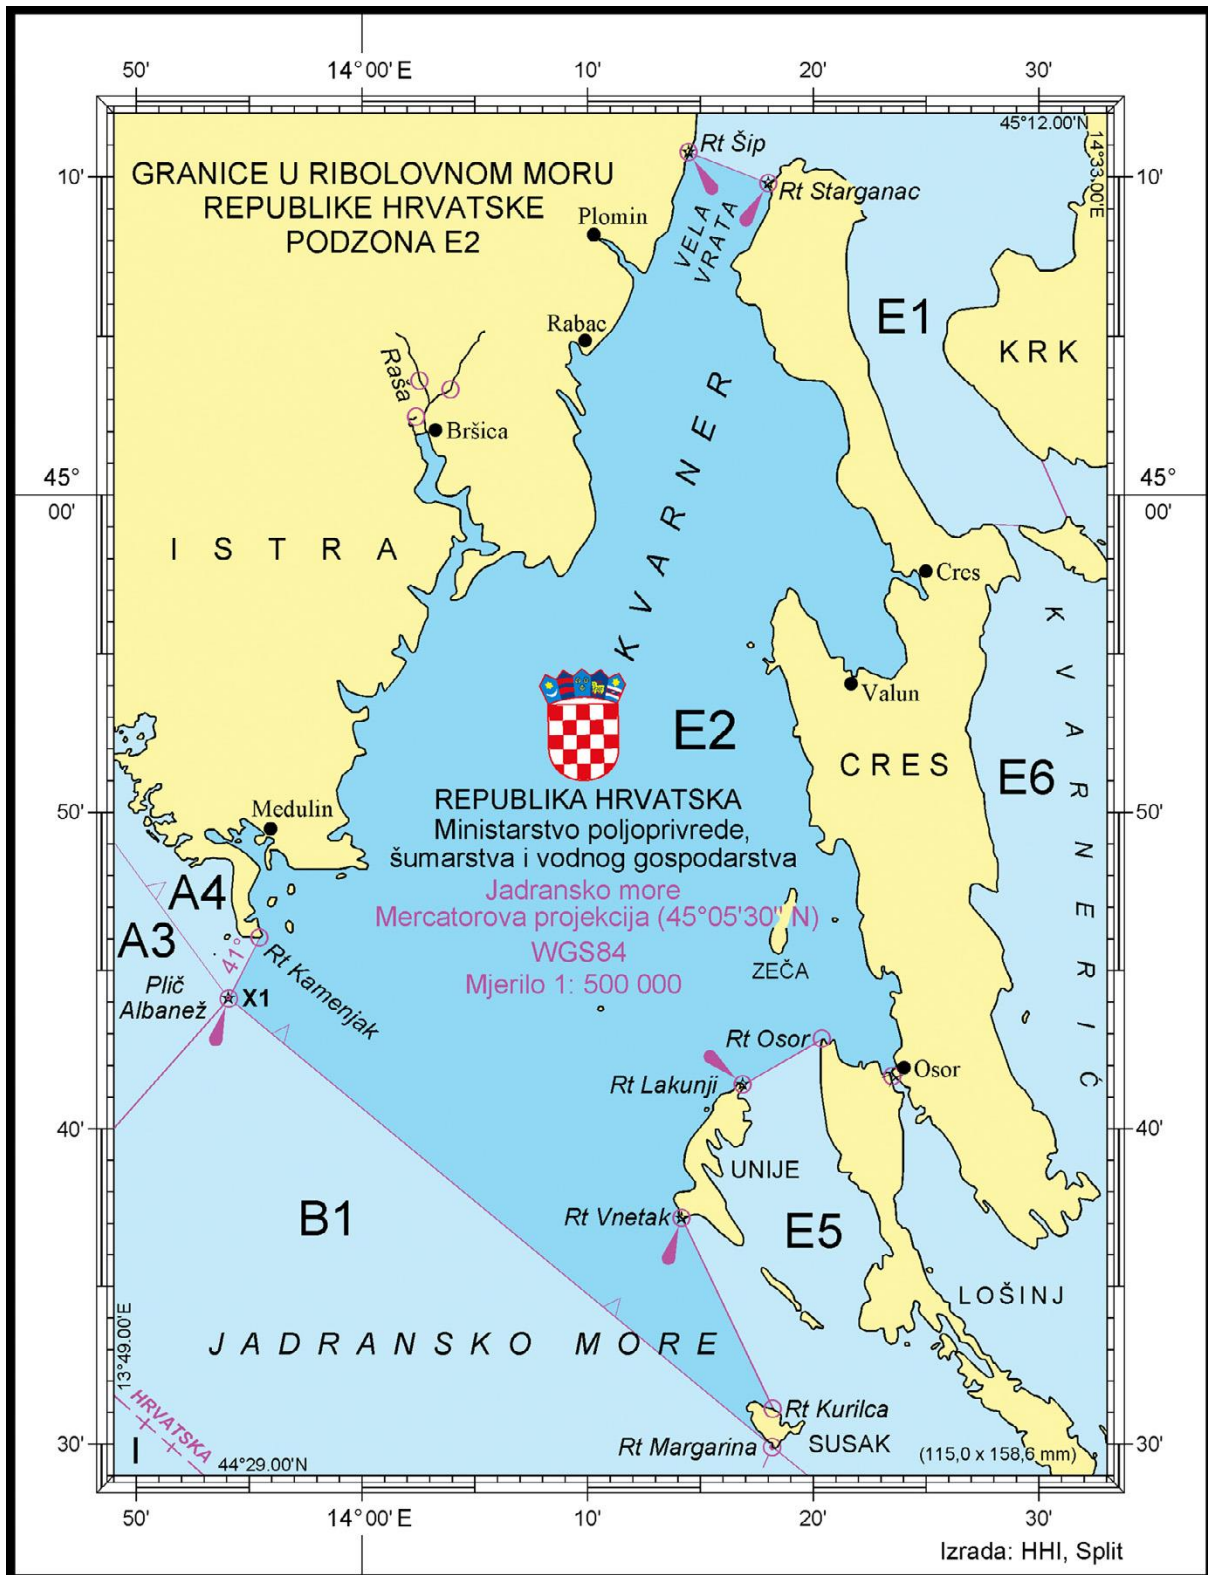 50'
14°00' E
10'
20'
30'
45°12.00'N
14°33.00'E
10'
10'
GRANICE U RIBOLOVNOM MORU
REPUBLIKE HRVATSKE
PODZONA E2
Rt Šip
Rt Starganac
Plomin
VELA
VRATA
E1
Rabac
KRK
Raša
Bršica
KVARNER
45°
00'
45°
00'
ISTRA
Cres
KVARNERIĆ
Valun
E2
CRES
E6
REPUBLIKA HRVATSKA
Ministarstvo poljoprivrede,
šumarstva i vodnog gospodarstva
Jadransko more
Mercatorova projekcija (45°05'30" N)
WGS84
Mjerilo 1: 500 000
50'
50'
Medulin
A4
A3
41°
Rt Kamenjak
ZEČA
Plič
Albanež
X1
Rt Osor
Osor
Rt Lakunji
40'
40'
UNIJE
B1
Rt Vnetak
E5
LOŠINJ
JADRANSKO MORE
13°49.00'E
HRVATSKA
I
Rt Kurilca
Rt Margarina
SUSAK
30'
30'
44°29.00'N
(115,0 x 158,6 mm)
50'
14°00' E
10'
20'
30'
Izrada: HHI, Split